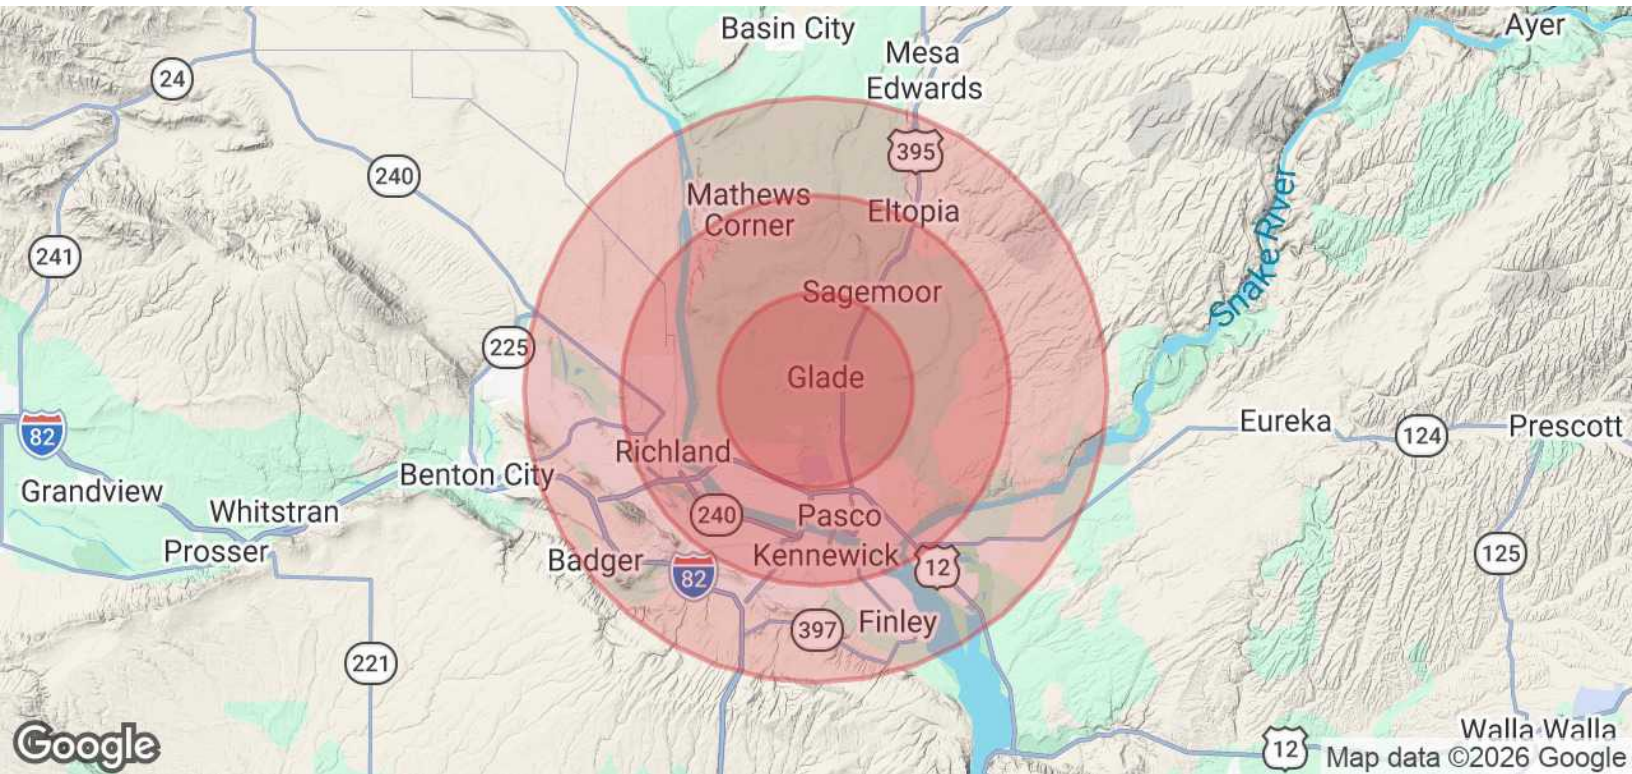 Basin City
Ayer
Mesa
Edwards
24
395
240
Mathews
Corner
Eltopia
241
Snake River
Sagemoor
225
Glade
82
Eureka
124
Prescott
Richland
Benton City
Grandview
Whitstran
240
Pasco
Prosser
Badger
Kennewick
12
125
82
Finley
397
221
Walla Walla
Google
12
Map data ©2026 Google